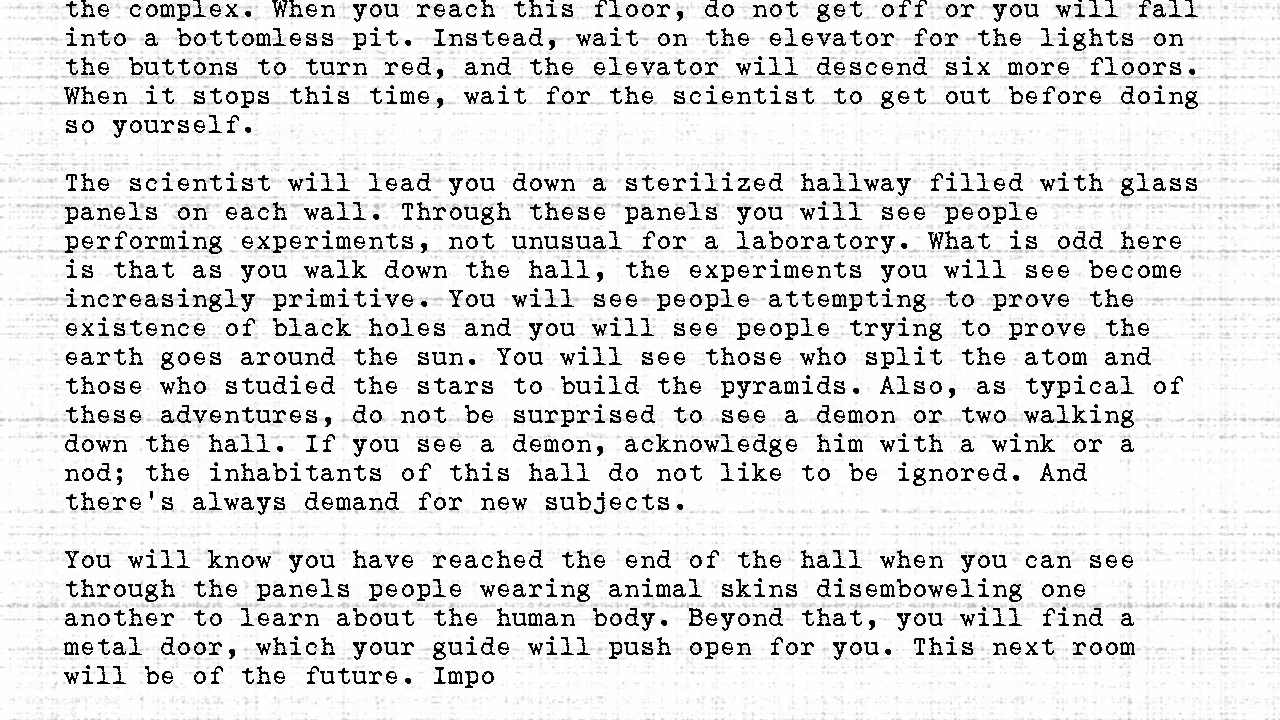 the complex. When you reach this floor, do not get off or you will fall
into a bottomless pit. Instead, wait on the elevator for the lights on
the buttons to turn red, and the elevator will descend six more floors.
When it stops this time, wait for the scientist to get out before doing
so yourself.
The scientist will lead you down a sterilized hallway filled with glass
panels on each wall. Through these panels you will see people
performing experiments, not unusual for a laboratory. What is odd here
is that as you walk down the hall, the experiments you will see become
increasingly primitive. You will see people attempting to prove the
existence of black holes and you will see people trying to prove the
earth goes around the sun. You will see those who split the atom and
those who studied the stars to build the pyramids. Also, as typical of
these adventures, do not be surprised to see a demon or two walking
down the hall. If you see a demon, acknowledge him with a wink or a
nod; the inhabitants of this hall do not like to be ignored. And
there's always demand for new subjects.
You will know you have reached the end of the hall when you can see
through the panels people wearing animal skins disemboweling one
another to learn about the human body. Beyond that, you will find a
metal door, which your guide will push open for you. This next room
will be of the future. Impo